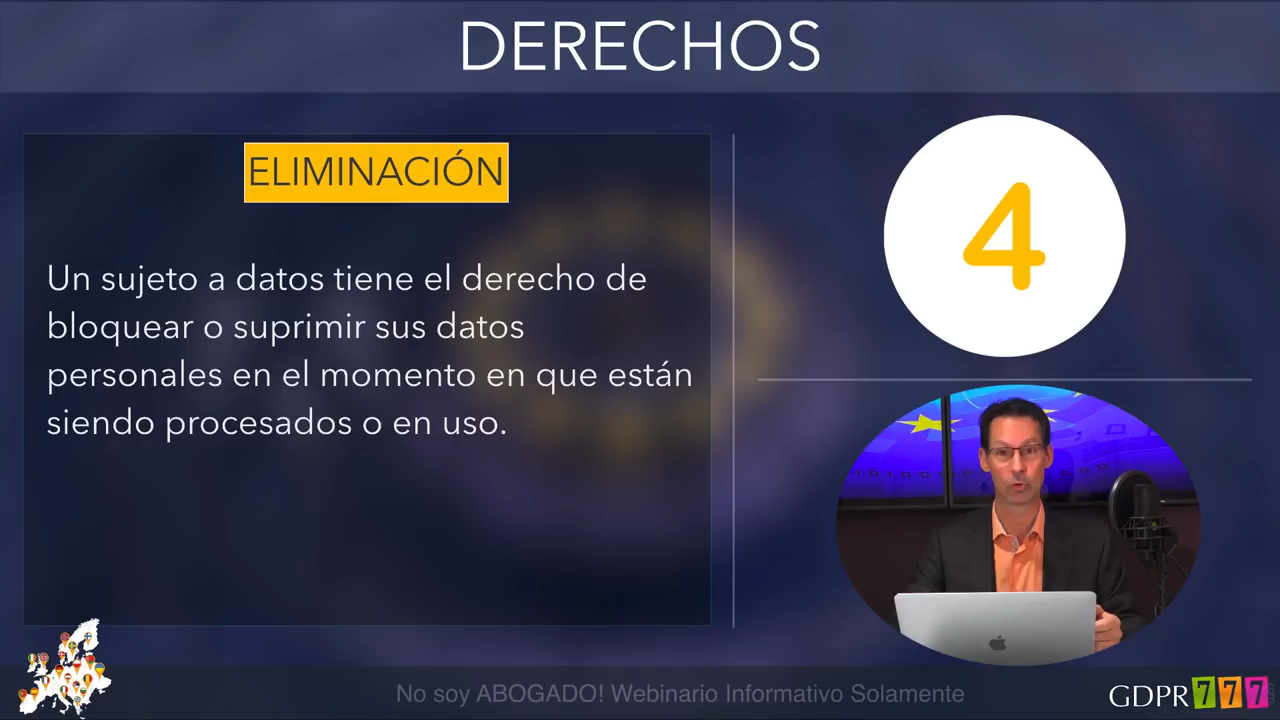 DERECHOS
ELIMINACIÓN
Un sujeto a datos tiene el derecho de
bloquear o suprimir sus datos
personales en el momento en que están
siendo procesados o en uso.
4
No soy ABOGADO! Webinario Informativo Solamente
GDPR777